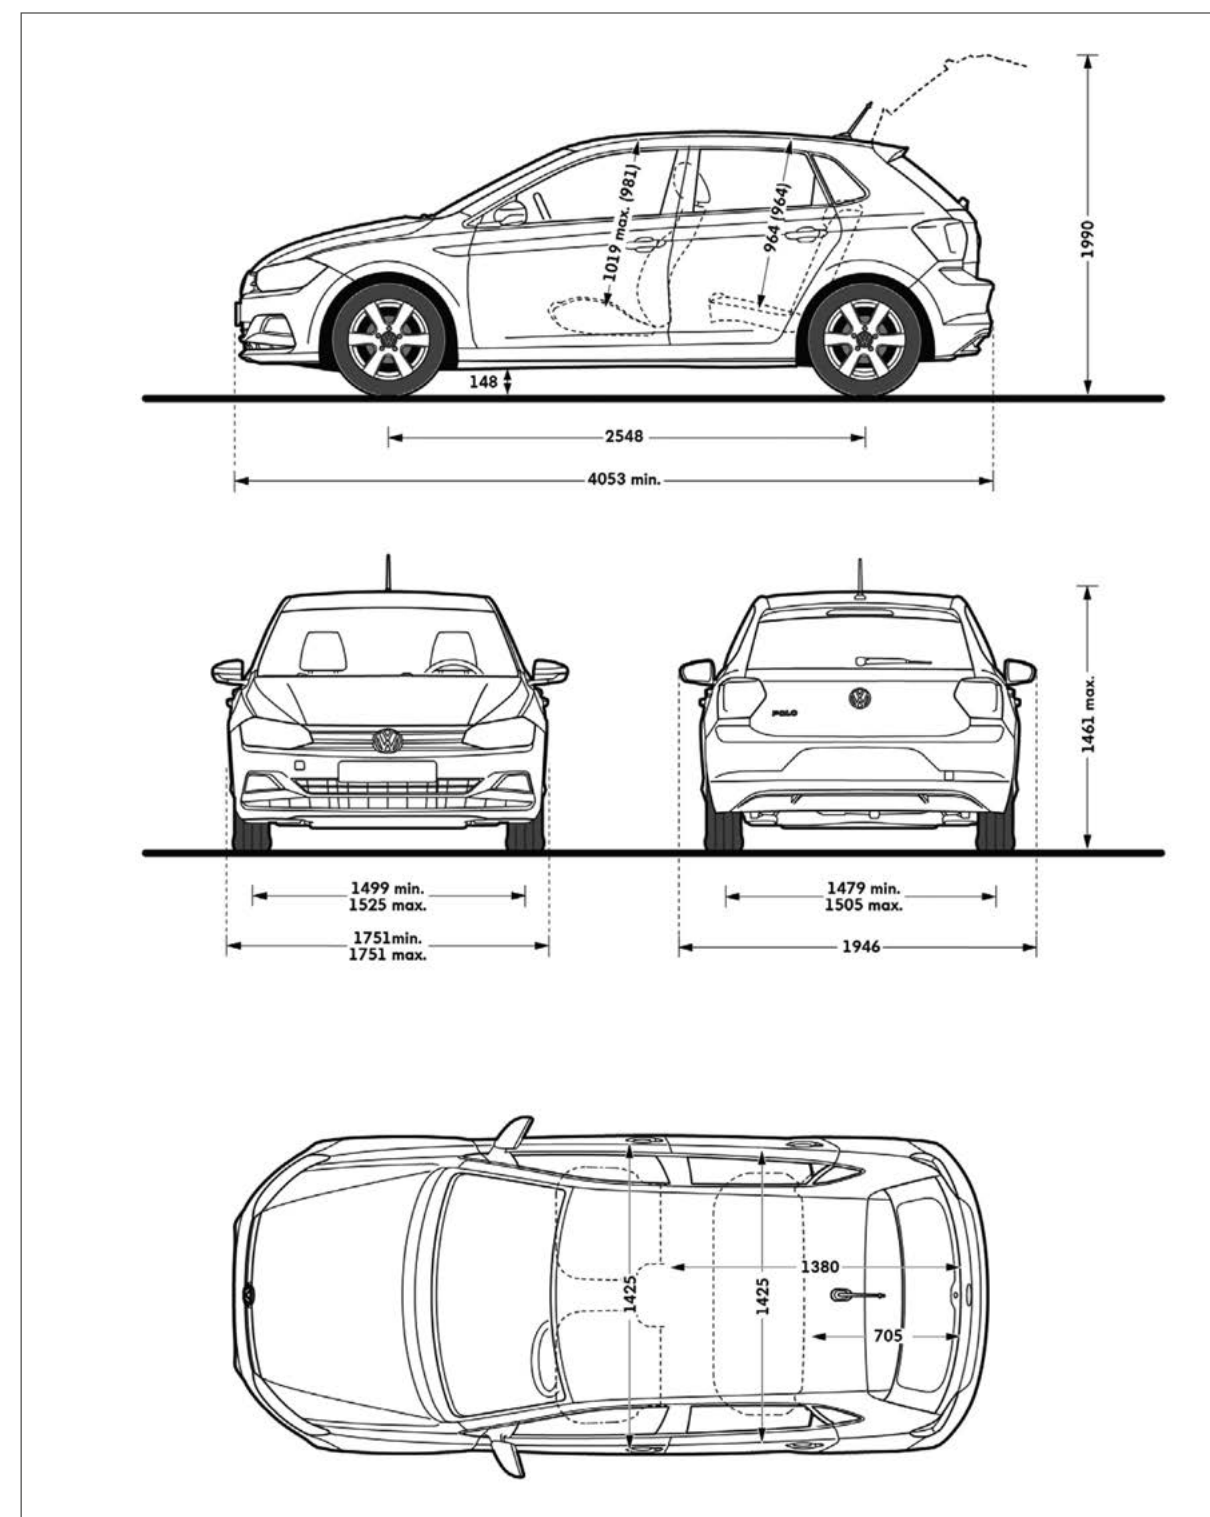 1990
1019 max. (981)
964 (964)
148
2548
4053 min.
1461 max.
POLO
1499 min.
1525 max.
1479 min.
1505 max.
1751min.
1751 max.
1946
1380
1425
1425
705